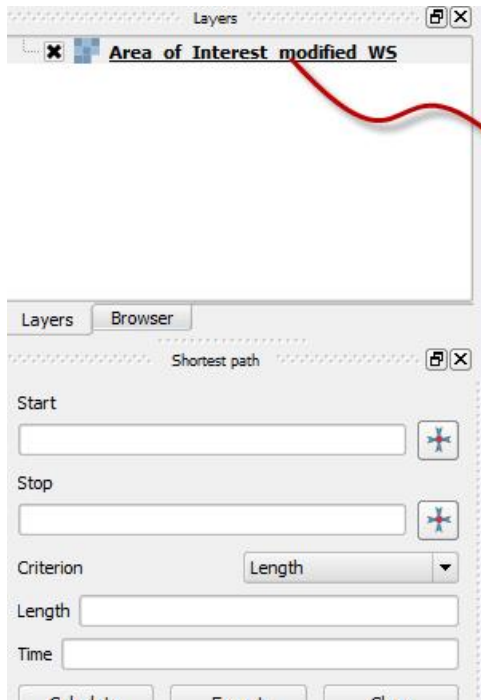 Layers
Area of Interest modified WS
Layers Browser
Shortest path
Start
Stop
Criterion Length
Length
Time